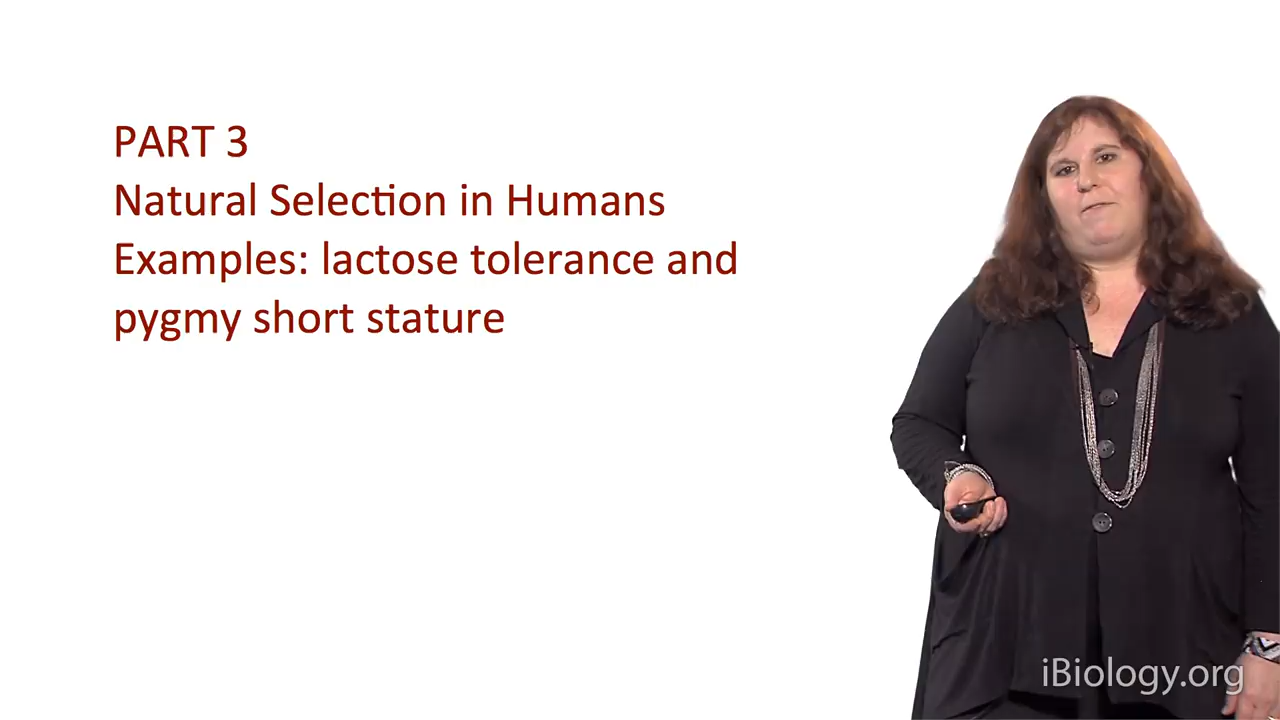 PART 3
Natural Selection in Humans
Examples: lactose tolerance and
pygmy short stature
iBiology.org